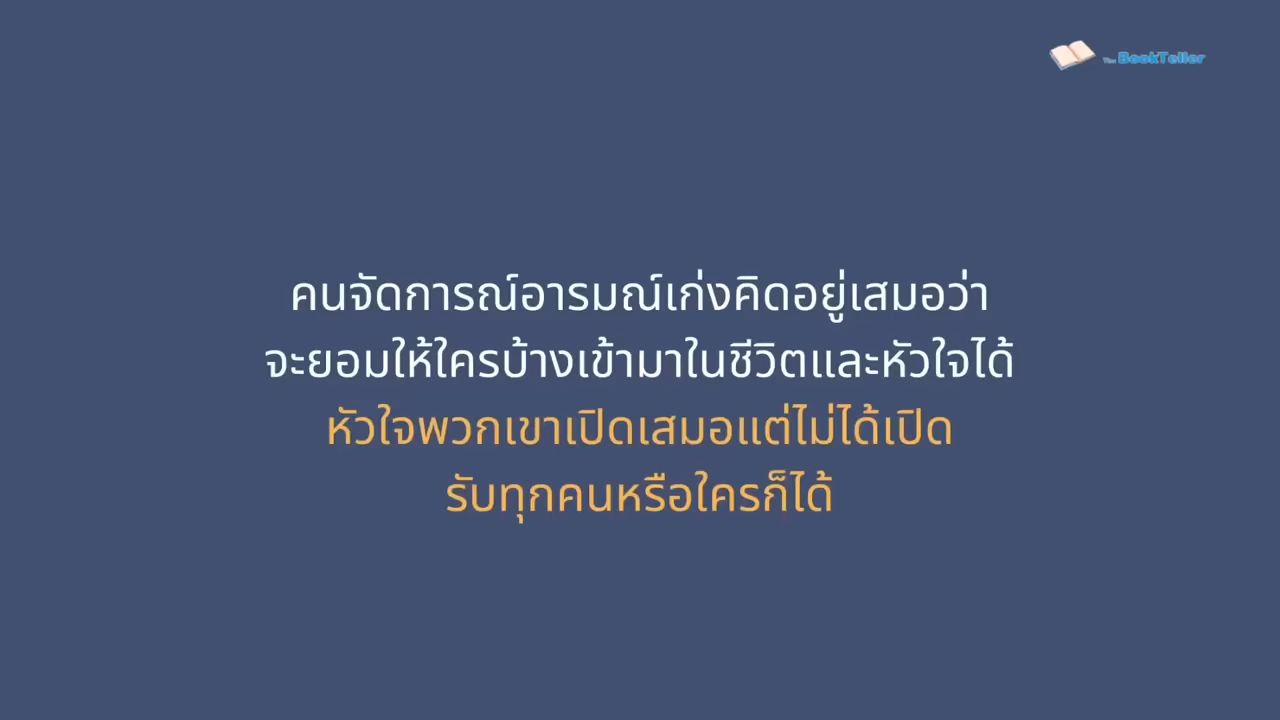 The BookTeller
คนจัดการณ์อารมณ์เก่งคิดอยู่เสมอว่า
จะยอมให้ใครบ้างเข้ามาในชีวิตและหัวใจได้
หัวใจพวกเขาเปิดเสมอแต่ไม่ได้เปิด
รับทุกคนหรือใครก็ได้